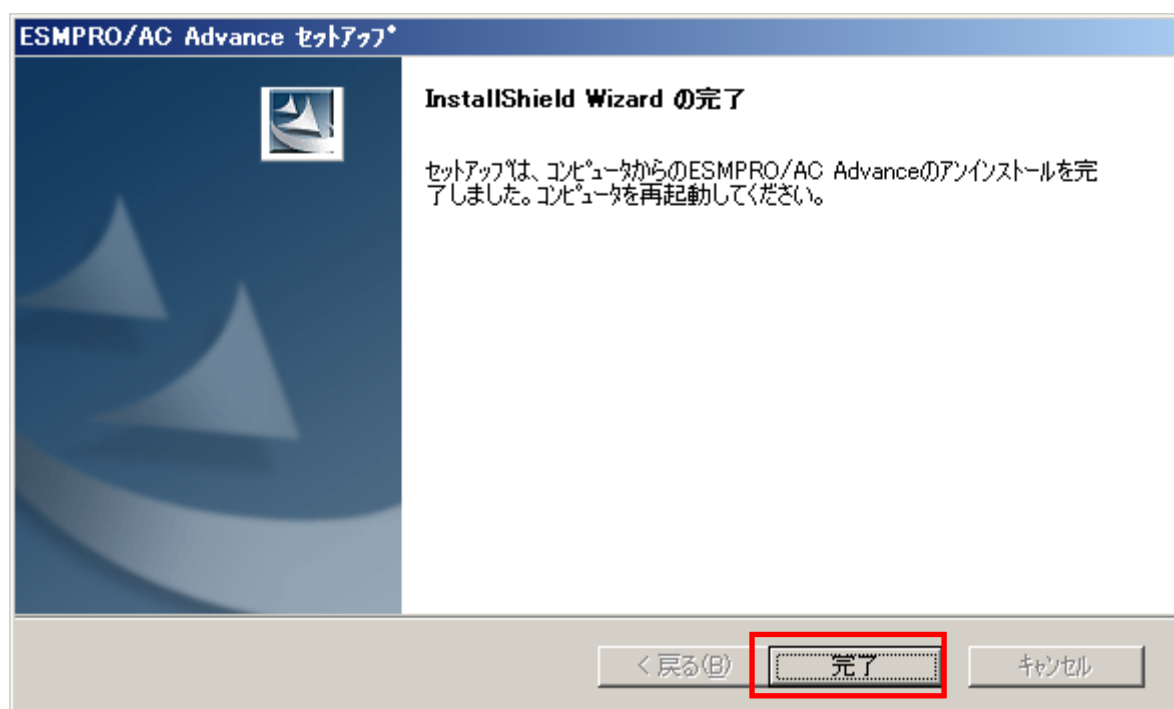 ESMPRO/AC Advance ｾｯﾄｱｯﾌﾟ
InstallShield Wizard の完了
ｾｯﾄｱｯﾌﾟは、ｺﾝﾋﾟｭｰﾀからのESMPRO/AC Advanceのｱﾝｲﾝｽﾄｰﾙを完
了しました。ｺﾝﾋﾟｭｰﾀを再起動してください。
< 戻る(B)
完了
ｷｬﾝｾﾙ